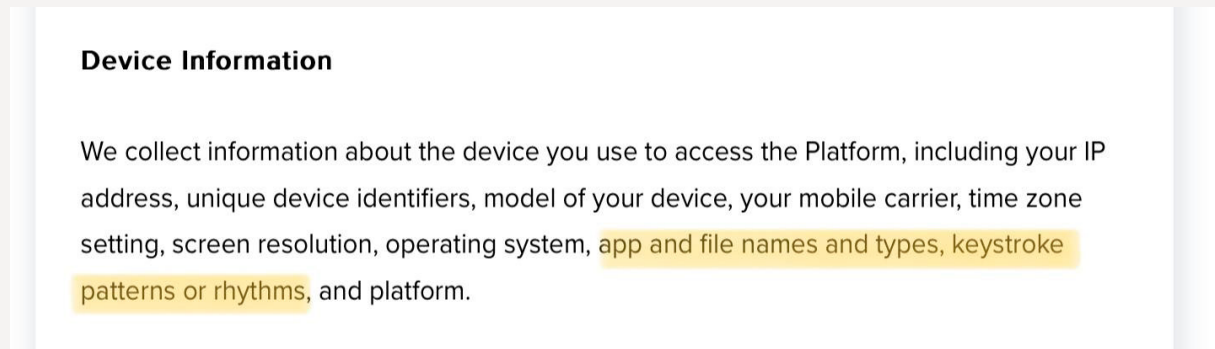 Device Information
We collect information about the device you use to access the Platform, including your IP
address, unique device identifiers, model of your device, your mobile carrier, time zone
setting, screen resolution, operating system, app and file names and types, keystroke
patterns or rhythms, and platform.